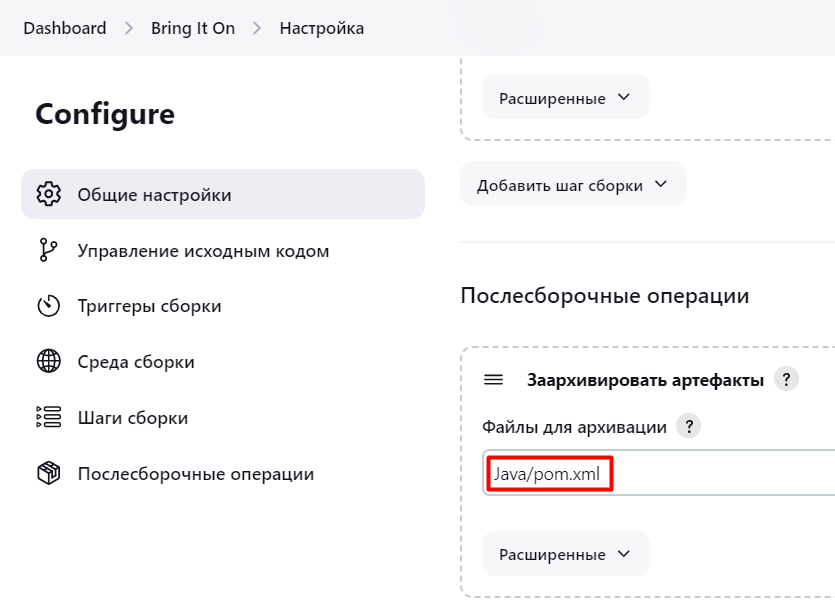 Dashboard > Bring It On > Настройка
Configure
Общие настройки
Управление исходным кодом
Триггеры сборки
Среда сборки
Шаги сборки
Послесборочные операции
Расширенные
Добавить шаг сборки
Послесборочные операции
Заархивировать артефакты ?
Файлы для архивации ?
Java/pom.xml
Расширенные